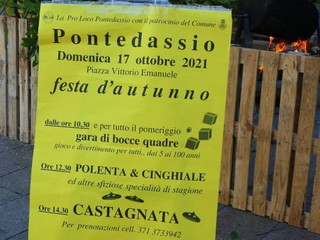 La Pro Loco Pontedassio con il patrocinio del Comune
Pontedassio
Domenica 17 ottobre 2021
Piazza Vittorio Emanuele
festa d'autunno
dalle ore 10,30 e per tutto il pomeriggio
gara di bocce quadre
gioco e divertimento per tutti.. dai 5 ai 100 anni
Ore 12.30 POLENTA & CINGHIALE
ed altre sfiziose specialità di stagione
Ore 14.30 CASTAGNATA
Per prenotazioni cell. 371 3733942